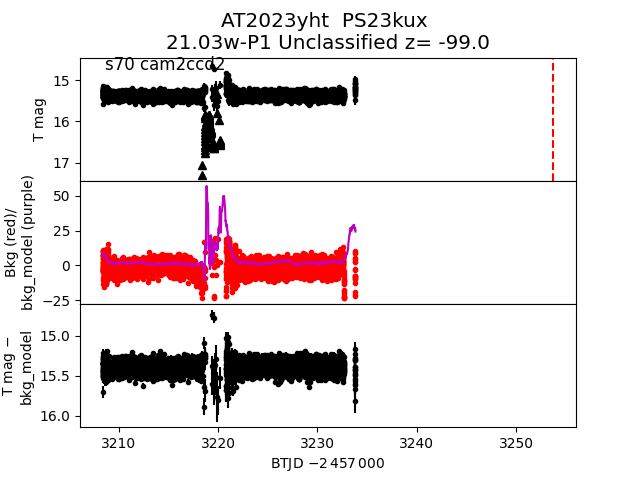 AT2023yht  PS23kux
21.03w-P1 Unclassified z= -99.0
s70 cam2ccd2
15
16
17
T mag
50
25
0
−25
Bkg (red)/
bkg_model (purple)
15.0
15.5
16.0
T mag −
bkg_model
3210
3220
3230
3240
3250
BTJD −2 457 000